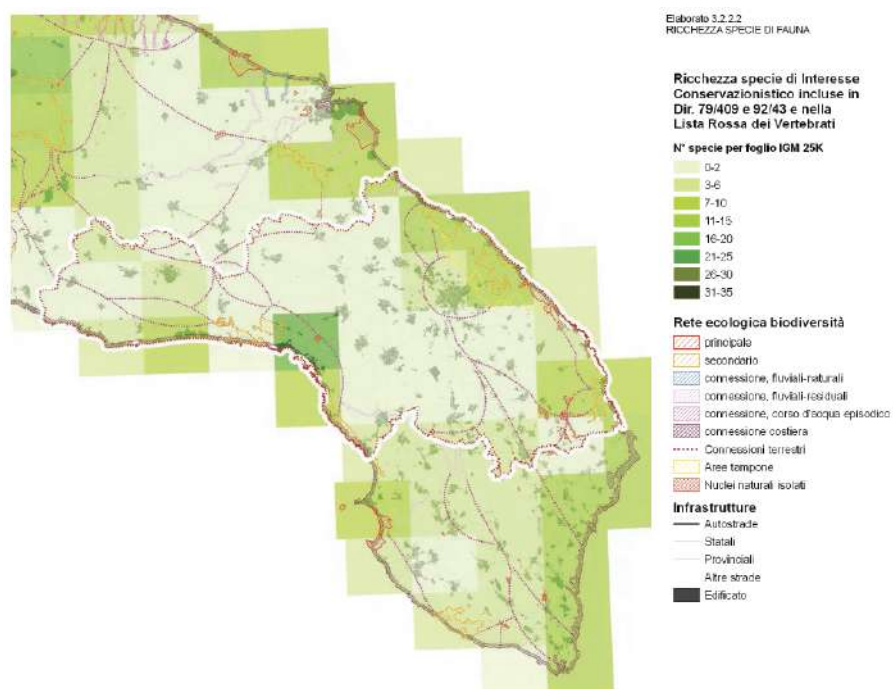 Elaborato 3.2.2.2
RICCHEZZA SPECIE DI FAUNA
Ricchezza specie di Interesse
Conservazionistico incluse in
Dir. 79/409 e 92/43 e nella
Lista Rossa dei Vertebrati
N° specie per foglio IGM 25K
0-2
3-6
7-10
11-15
16-20
21-25
26-30
31-35
Rete ecologica biodiversità
principale
secondario
connessione, fluviali-naturali
connessione, fluviali-residuali
connessione, corso d'acqua episodico
connessione costiera
Connessioni terrestri
Aree tampone
Nuclei naturali isolati
Infrastrutture
Autostrade
Statali
Provinciali
Altre strade
Edificato